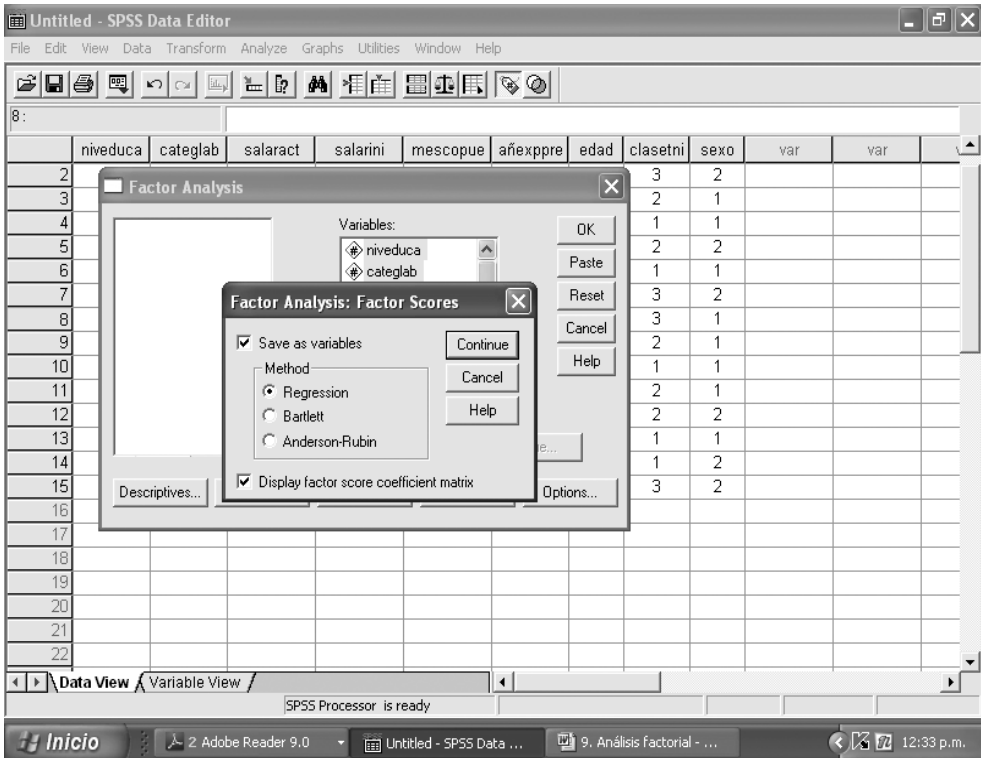 Untitled - SPSS Data Editor
File Edit View Data Transform Analyze Graphs Utilities Window Help
8:
niveduca categlab salaract salarini mescopue añexppre edad clasetni sexo var var
2 3 2
3 2 1
4 1 1
5 2 2
6 1 1
7 3 2
8 3 1
9 2 1
10 1 1
11 2 1
12 2 2
13 1 1
14 1 2
15 3 2
16
17
18
19
20
21
22
Factor Analysis
Variables:
niveduca
categlab
OK
Paste
Reset
Cancel
Help
Descriptives...
Options...
Factor Analysis: Factor Scores
Save as variables
Method
Regression
Bartlett
Anderson-Rubin
Display factor score coefficient matrix
Continue
Cancel
Help
Data View Variable View
SPSS Processor is ready
Inicio
2 Adobe Reader 9.0
Untitled - SPSS Data ...
9. Análisis factorial - ...
12:33 p.m.